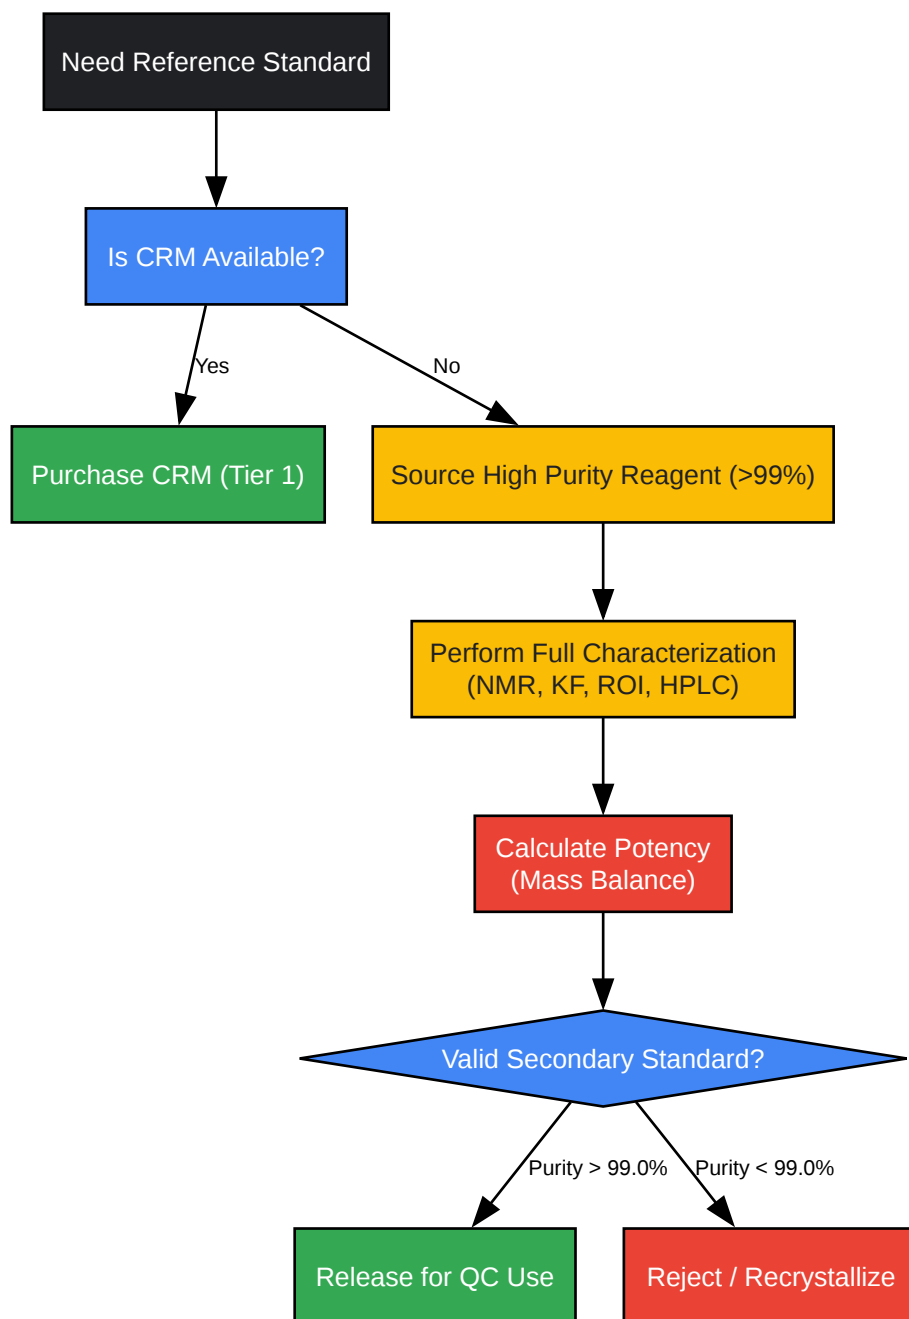 Need Reference Standard
Is CRM Available?
Yes
No
Purchase CRM (Tier 1)
Source High Purity Reagent (>99%)
Perform Full Characterization
(NMR, KF, ROI, HPLC)
Calculate Potency
(Mass Balance)
Valid Secondary Standard?
Purity > 99.0%
Purity < 99.0%
Release for QC Use
Reject / Recrystallize